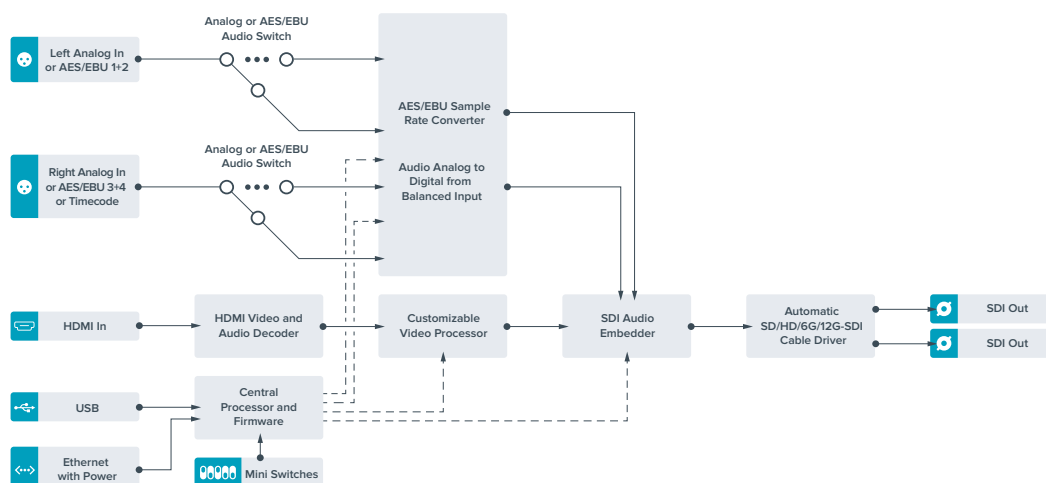 Analog or AES/EBU
Audio Switch
Left Analog In
or AES/EBU 1+2
AES/EBU Sample
Rate Converter
Analog or AES/EBU
Audio Switch
Right Analog In
or AES/EBU 3+4
or Timecode
Audio Analog to
Digital from
Balanced Input
HDMI In
HDMI Video and
Audio Decoder
Customizable
Video Processor
SDI Audio
Embedder
Automatic
SD/HD/6G/12G-SDI
Cable Driver
SDI Out
SDI Out
USB
Central
Processor and
Firmware
Ethernet
with Power
Mini Switches